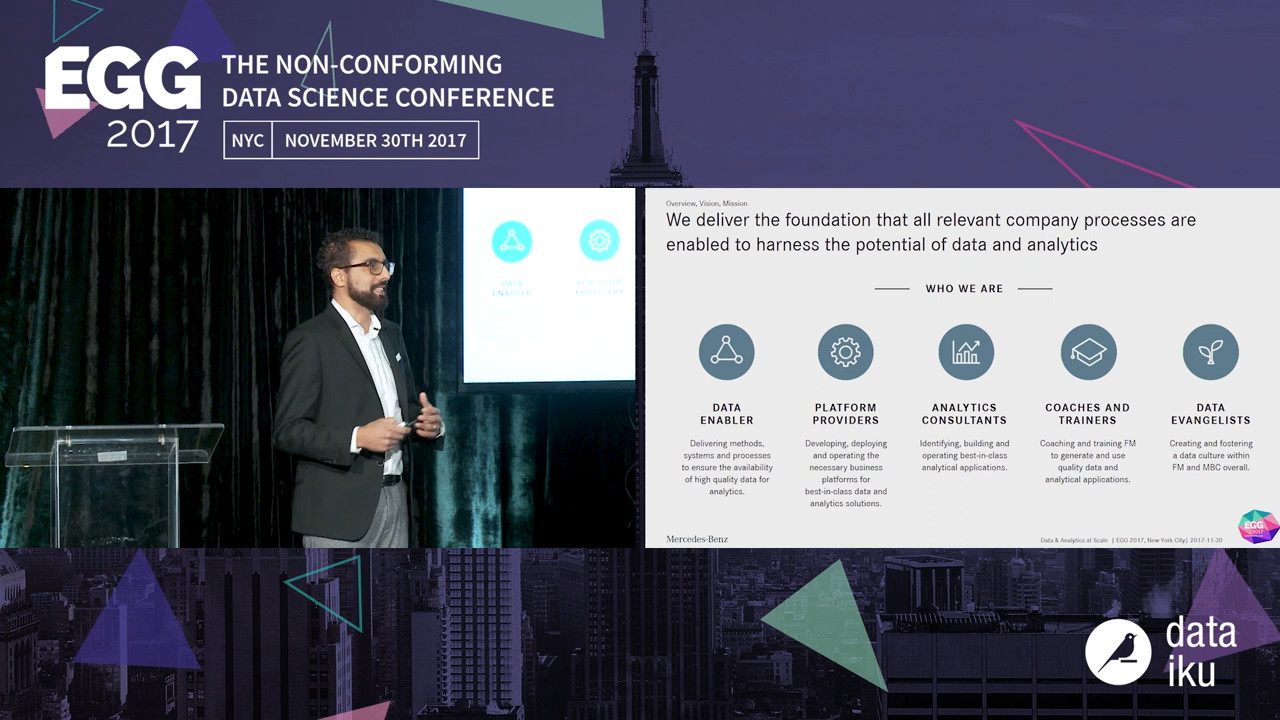 EGG
2017
THE NON-CONFORMING
DATA SCIENCE CONFERENCE
NYC
NOVEMBER 30TH 2017
DATA
ENABLER
PLATFORM
PROVIDERS
Overview, Vision, Mission
We deliver the foundation that all relevant company processes are
enabled to harness the potential of data and analytics
WHO WE ARE
DATA
ENABLER
Delivering methods,
systems and processes
to ensure the availability
of high quality data for
analytics.
PLATFORM
PROVIDERS
Developing, deploying
and operating the
necessary business
platforms for
best-in-class data and
analytics solutions.
ANALYTICS
CONSULTANTS
Identifying, building and
operating best-in-class
analytical applications.
COACHES AND
TRAINERS
Coaching and training FM
to generate and use
quality data and
analytical applications.
DATA
EVANGELISTS
Creating and fostering
a data culture within
FM and MBC overall.
Mercedes-Benz
Data & Analytics at Scale | EGG 2017, New York City| 2017-11-30
EGG
2017
data
iku